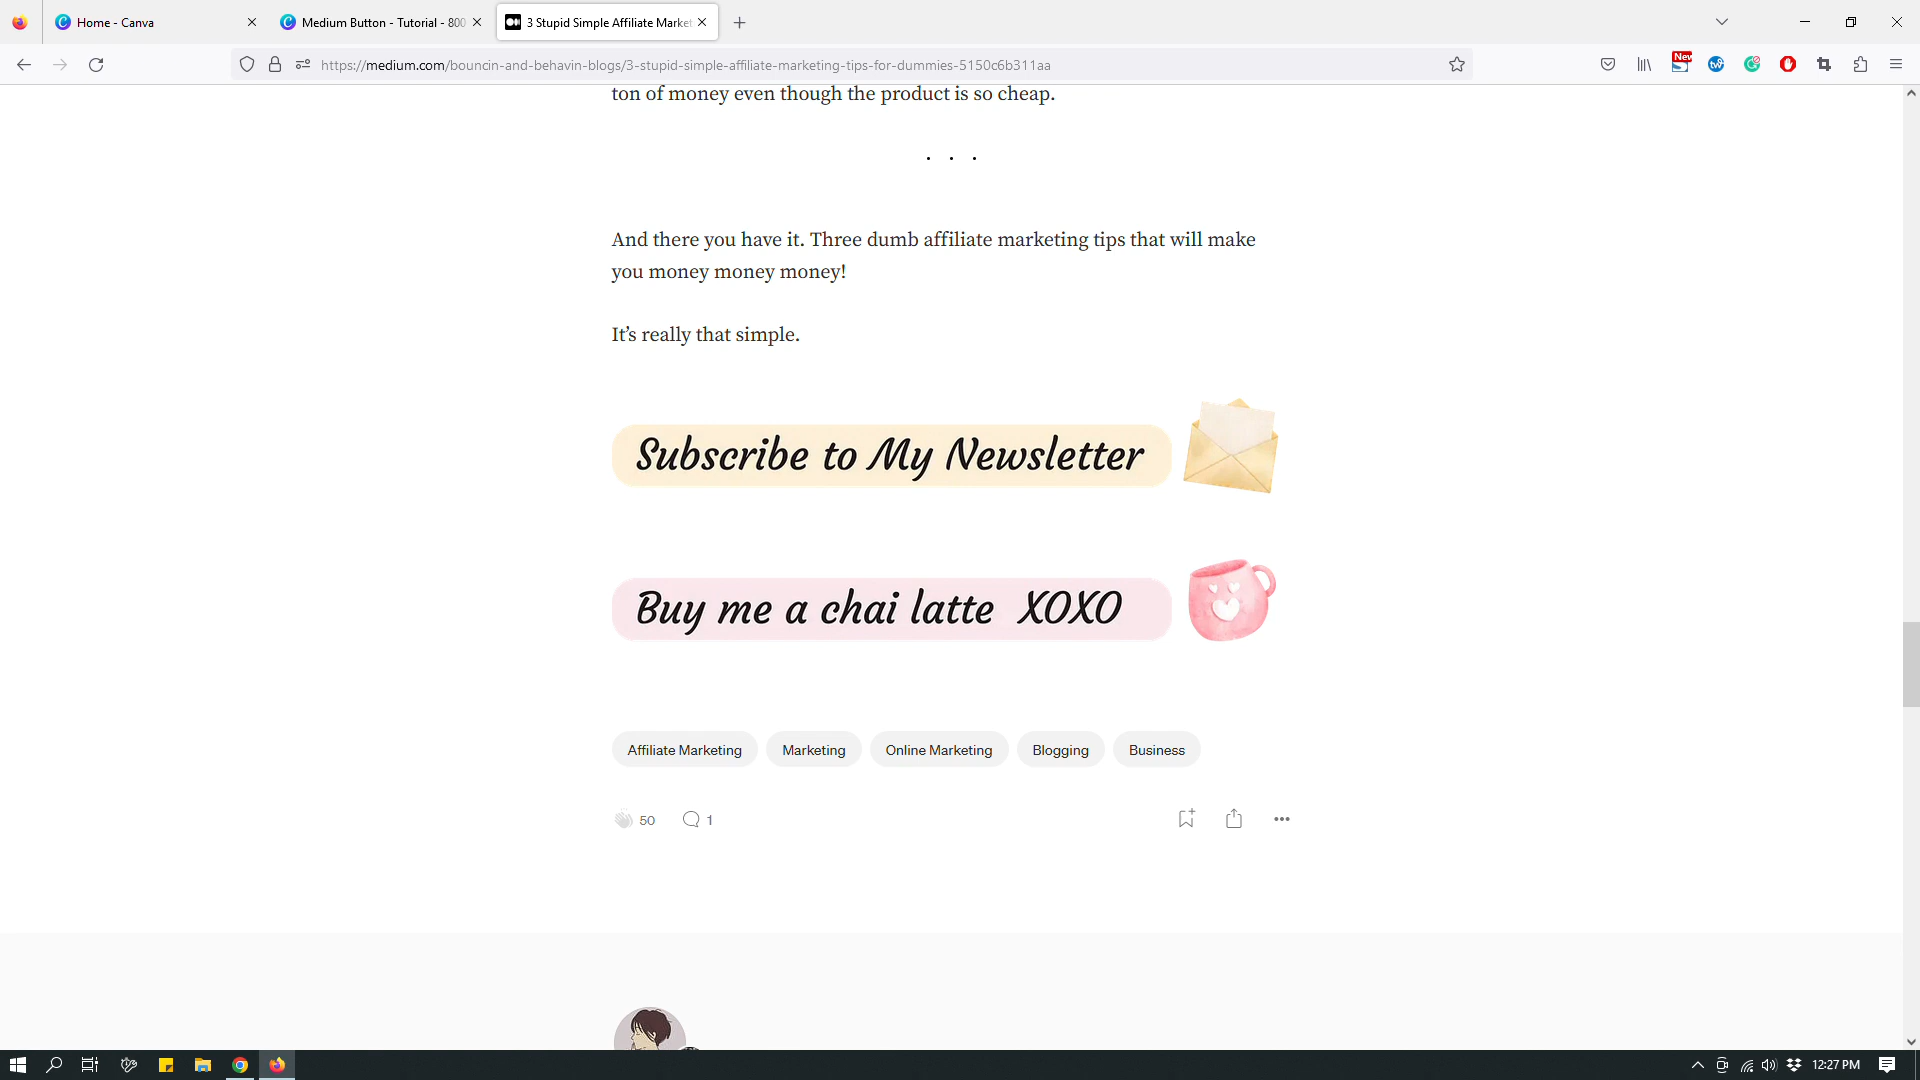 Home - Canva
Medium Button - Tutorial - 800
3 Stupid Simple Affiliate Market
https://medium.com/bouncin-and-behavin-blogs/3-stupid-simple-affiliate-marketing-tips-for-dummies-5150c6b311aa
New
ton of money even though the product is so cheap.
. . .
And there you have it. Three dumb affiliate marketing tips that will make
you money money money!
It’s really that simple.
Subscribe to My Newsletter
Buy me a chai latte XOXO
Affiliate Marketing
Marketing
Online Marketing
Blogging
Business
50
1
12:27 PM